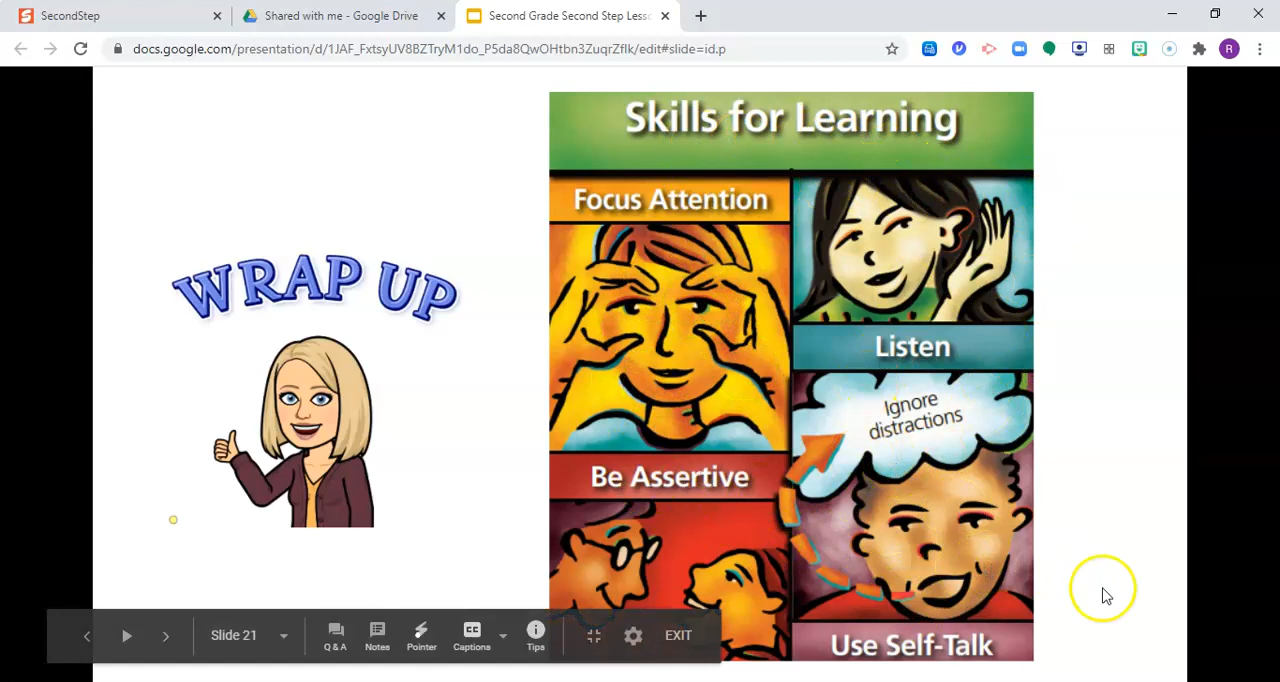 SecondStep
Shared with me - Google Drive
Second Grade Second Step Less
docs.google.com/presentation/d/1JAF_FxtsyUV8BZTryM1do_P5da8QwOHtbn3ZuqrZflk/edit#slide=id.p
R
WRAP UP
Skills for Learning
Focus Attention
Listen
Ignore
distractions
Be Assertive
Use Self-Talk
Slide 21
Q & A
Notes
Pointer
Captions
Tips
EXIT